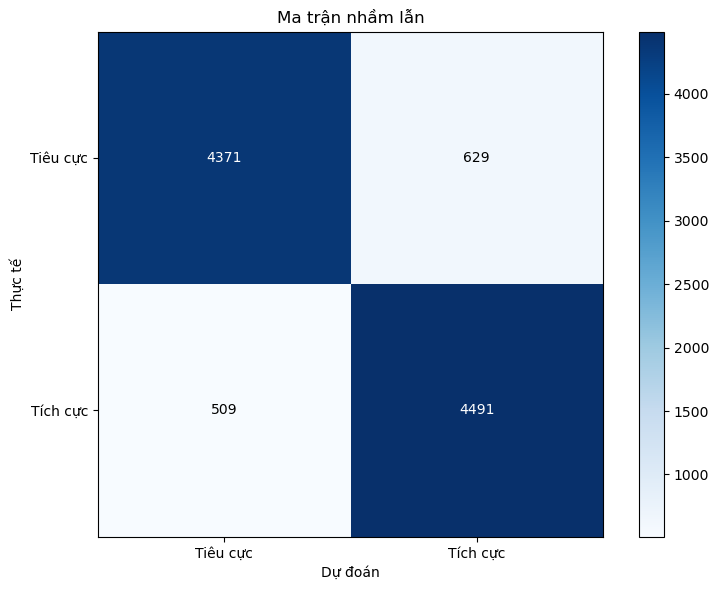 Ma trận nhầm lẫn
Tiêu cực
4371
629
4000
3500
3000
Thực tế
2500
2000
Tích cực
509
4491
1500
1000
Tiêu cực
Tích cực
Dự đoán